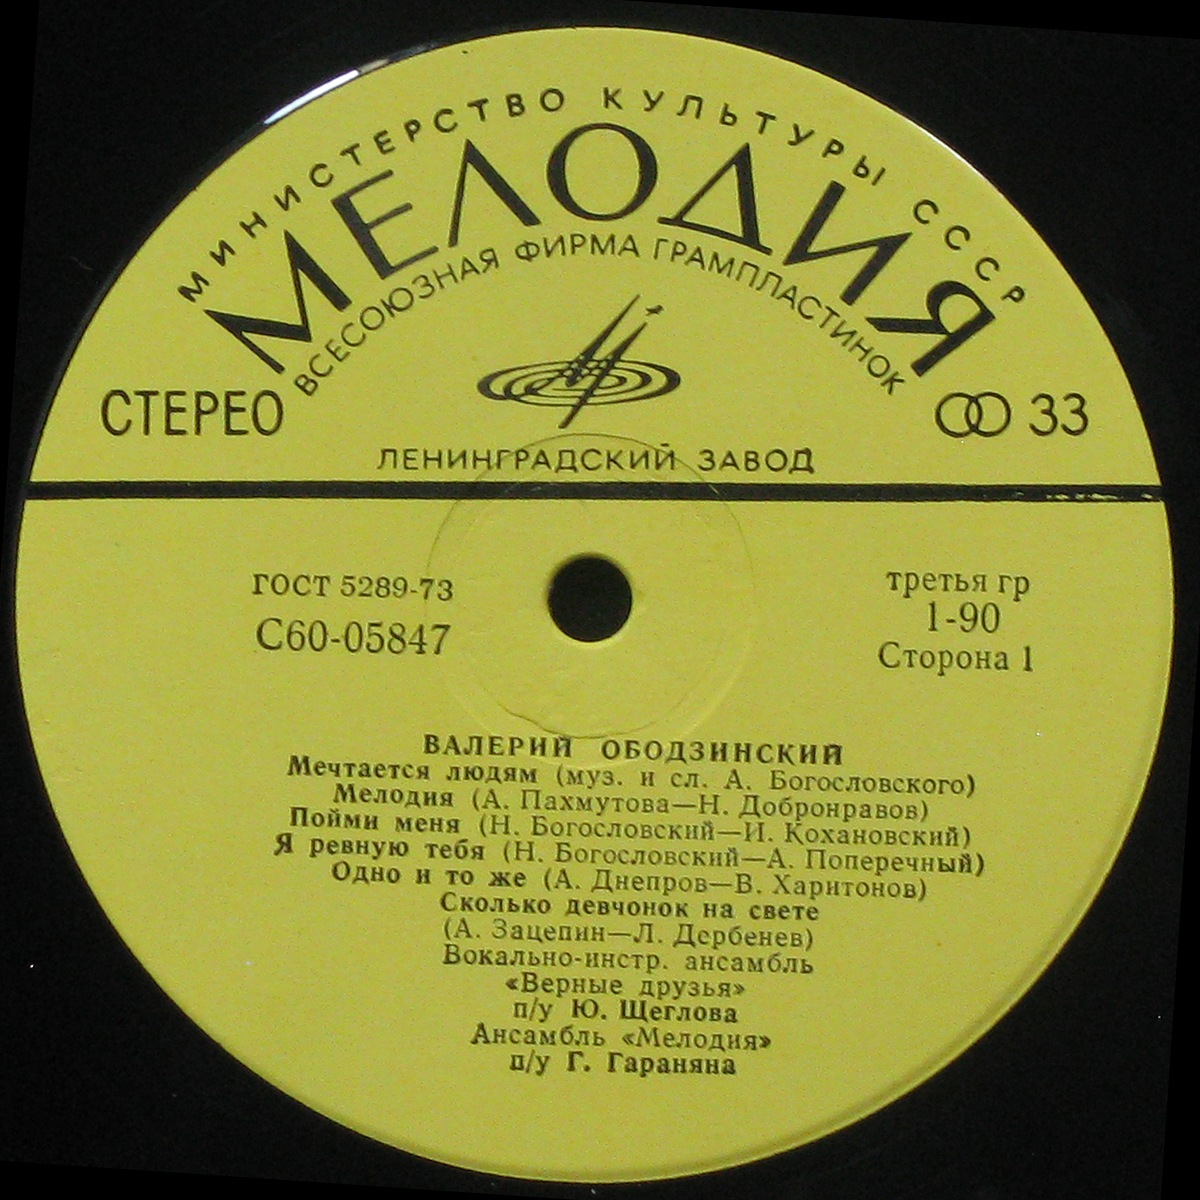 МИНИСТЕРСТВО КУЛЬТУРЫ СССР
МЕЛОДИЯ
ВСЕСОЮЗНАЯ ФИРМА ГРАМПЛАСТИНОК
СТЕРЕО
33
ЛЕНИНГРАДСКИЙ ЗАВОД
ГОСТ 5289-73
С60-05847
третья гр
1-90
Сторона 1
ВАЛЕРИЙ ОБОДЗИНСКИЙ
Мечтается людям (муз. и сл. А. Богословского)
Мелодия (А. Пахмутова—Н. Добронравов)
Пойми меня (Н. Богословский—И. Кохановский)
Я ревную тебя (Н. Богословский—А. Поперечный)
Одно и то же (А. Днепров—В. Харитонов)
Сколько девчонок на свете
(А. Зацепин—Л. Дербенев)
Вокально-инстр. ансамбль
«Верные друзья»
п/у Ю. Щеглова
Ансамбль «Мелодия»
п/у Г. Гараняна